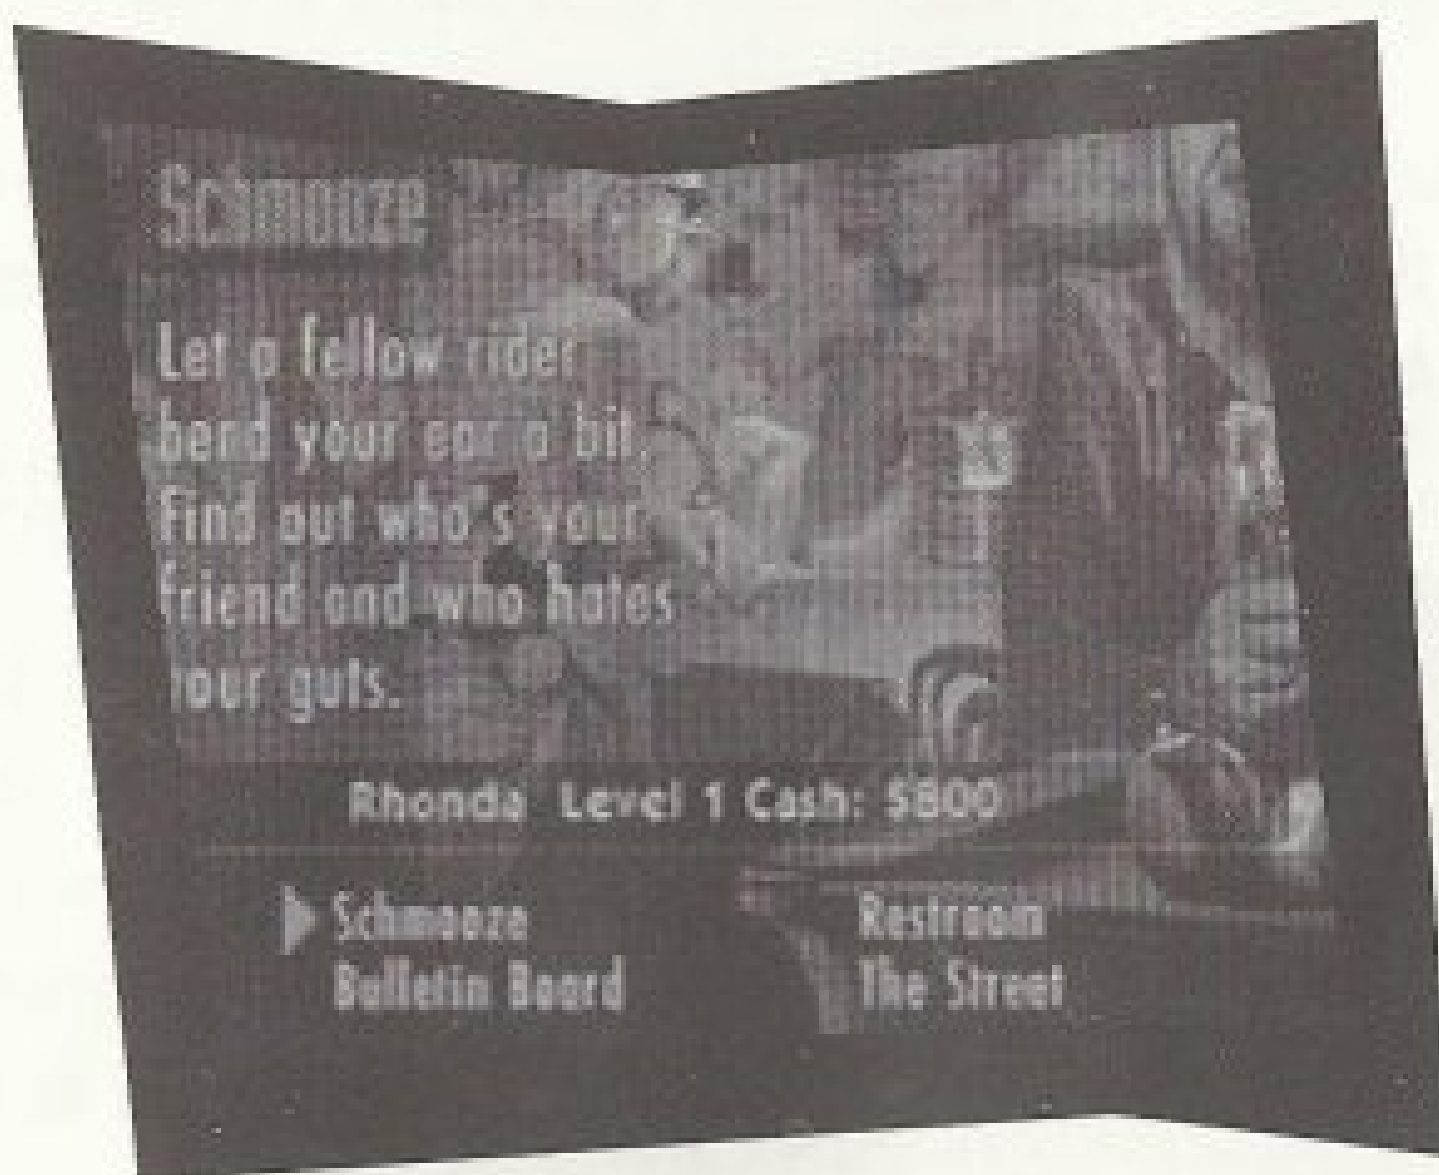 Schmooze
Let a fellow rider
bend your ear a bit.
Find out who's your
friend and who hates
your guts.
Rhonda Level 1 Cash: $800
Schmooze Restroom
Bulletin Board The Street